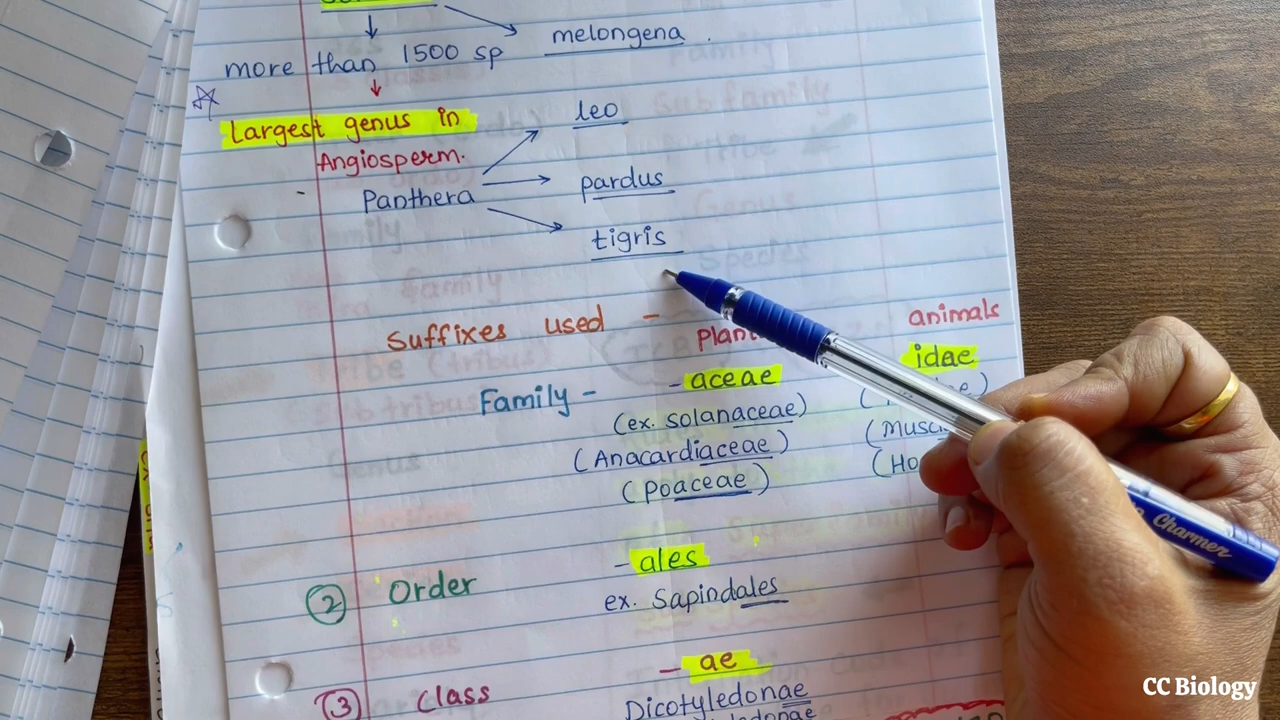 melongena .
more than 1500 sp
Largest genus in
Angiosperm.
leo
- Panthera
pardus
tigris
Suffixes used -
animals
Family - - aceae
idae
(ex. Solanaceae)
(Anacardiaceae)
(Poaceae)
② Order - ales
ex. Sapindales
③ Class - ae
Dicotyledonae
Charmer
CC Biology